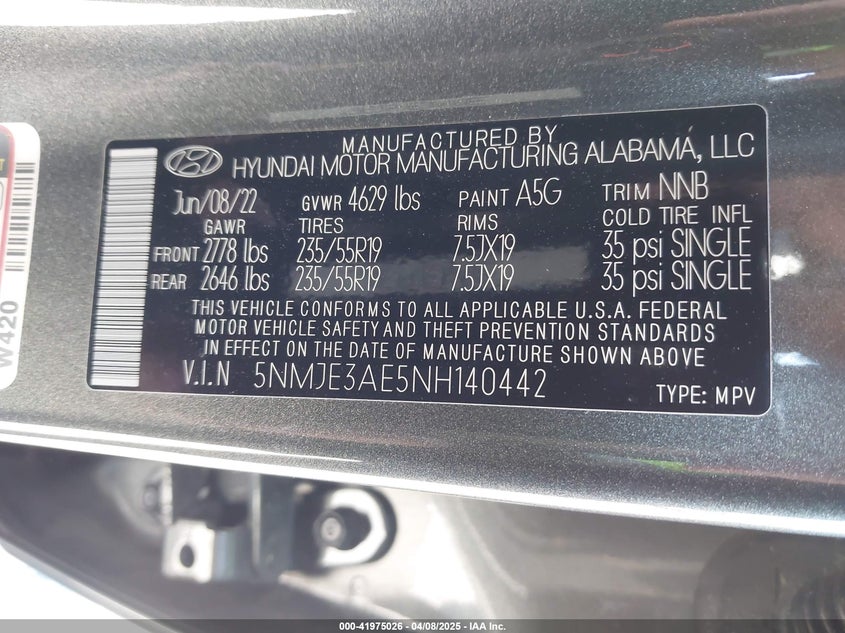 MANUFACTURED BY
HYUNDAI MOTOR MANUFACTURING ALABAMA, LLC
Jun/08/22 GVWR 4629 lbs PAINT A5G TRIM NNB
GAWR TIRES RIMS COLD TIRE INFL
FRONT 2778 lbs 235/55R19 7.5JX19 35 psi SINGLE
REAR 2646 lbs 235/55R19 7.5JX19 35 psi SINGLE
THIS VEHICLE CONFORMS TO ALL APPLICABLE U.S.A. FEDERAL
MOTOR VEHICLE SAFETY AND THEFT PREVENTION STANDARDS
IN EFFECT ON THE DATE OF MANUFACTURE SHOWN ABOVE
V.I.N 5NMJE3AE5NH140442 TYPE: MPV
W420
000-41975026 - 04/08/2025 - IAA Inc.